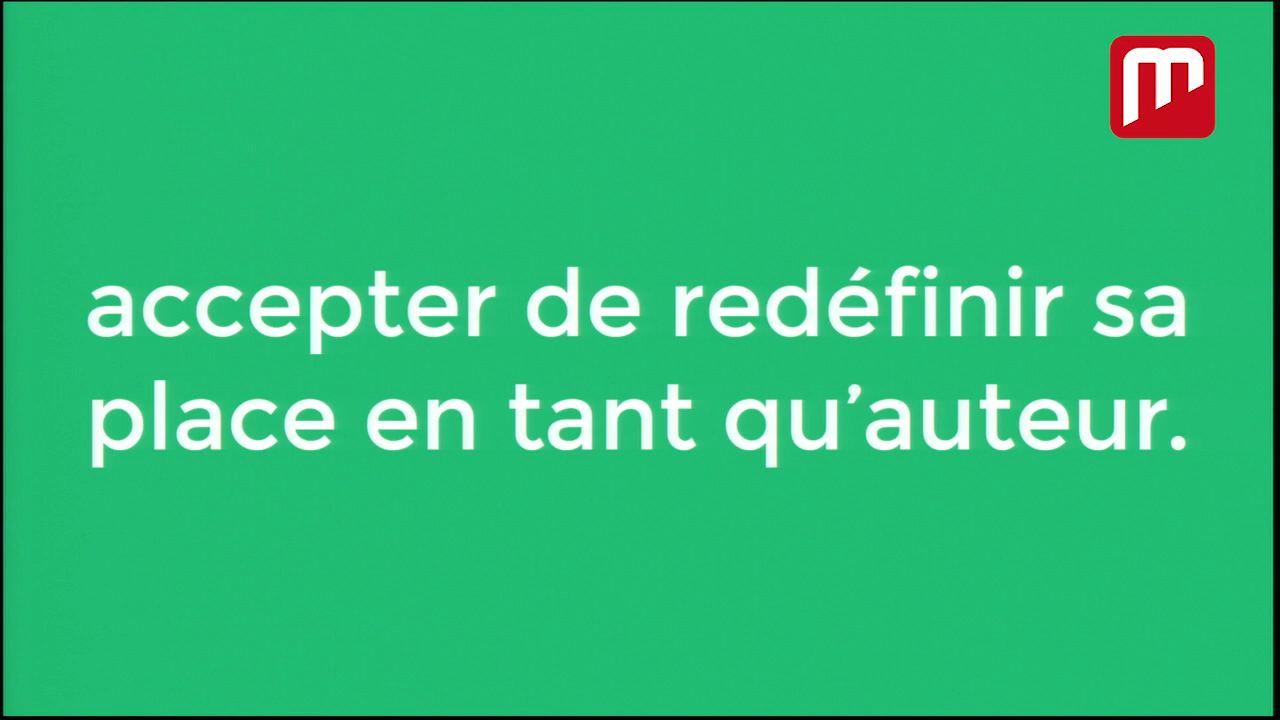 accepter de redéfinir sa
place en tant qu’auteur.